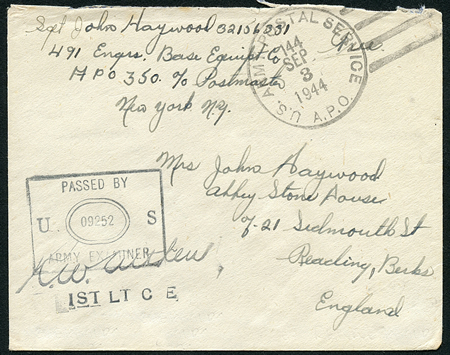 Sgt John Haywood 32156331
491 Engrs. Base Equipt Co
A P O 350 % Postmaster
New York N.Y.
Free
U.S. ARMY POSTAL SERVICE
144
SEP
3
1944
A.P.O.
Mrs John Haywood
Abbey Stone House
21 Sidmouth St
Reading, Berks
England
PASSED BY
U. 09252 S
ARMY EXAMINER
1ST LT C E